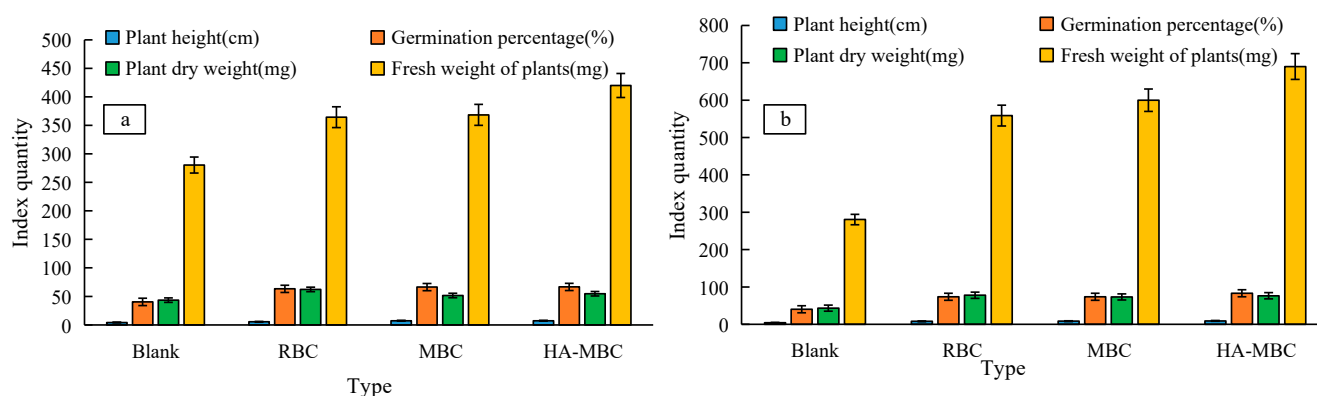 Plant height(cm)
Germination percentage(%)
Plant dry weight(mg)
Fresh weight of plants(mg)
a
Index quantity
500
450
400
350
300
250
200
150
100
50
0
Blank
RBC
MBC
HA-MBC
Type
Plant height(cm)
Germination percentage(%)
Plant dry weight(mg)
Fresh weight of plants(mg)
b
Index quantity
800
700
600
500
400
300
200
100
0
Blank
RBC
MBC
HA-MBC
Type